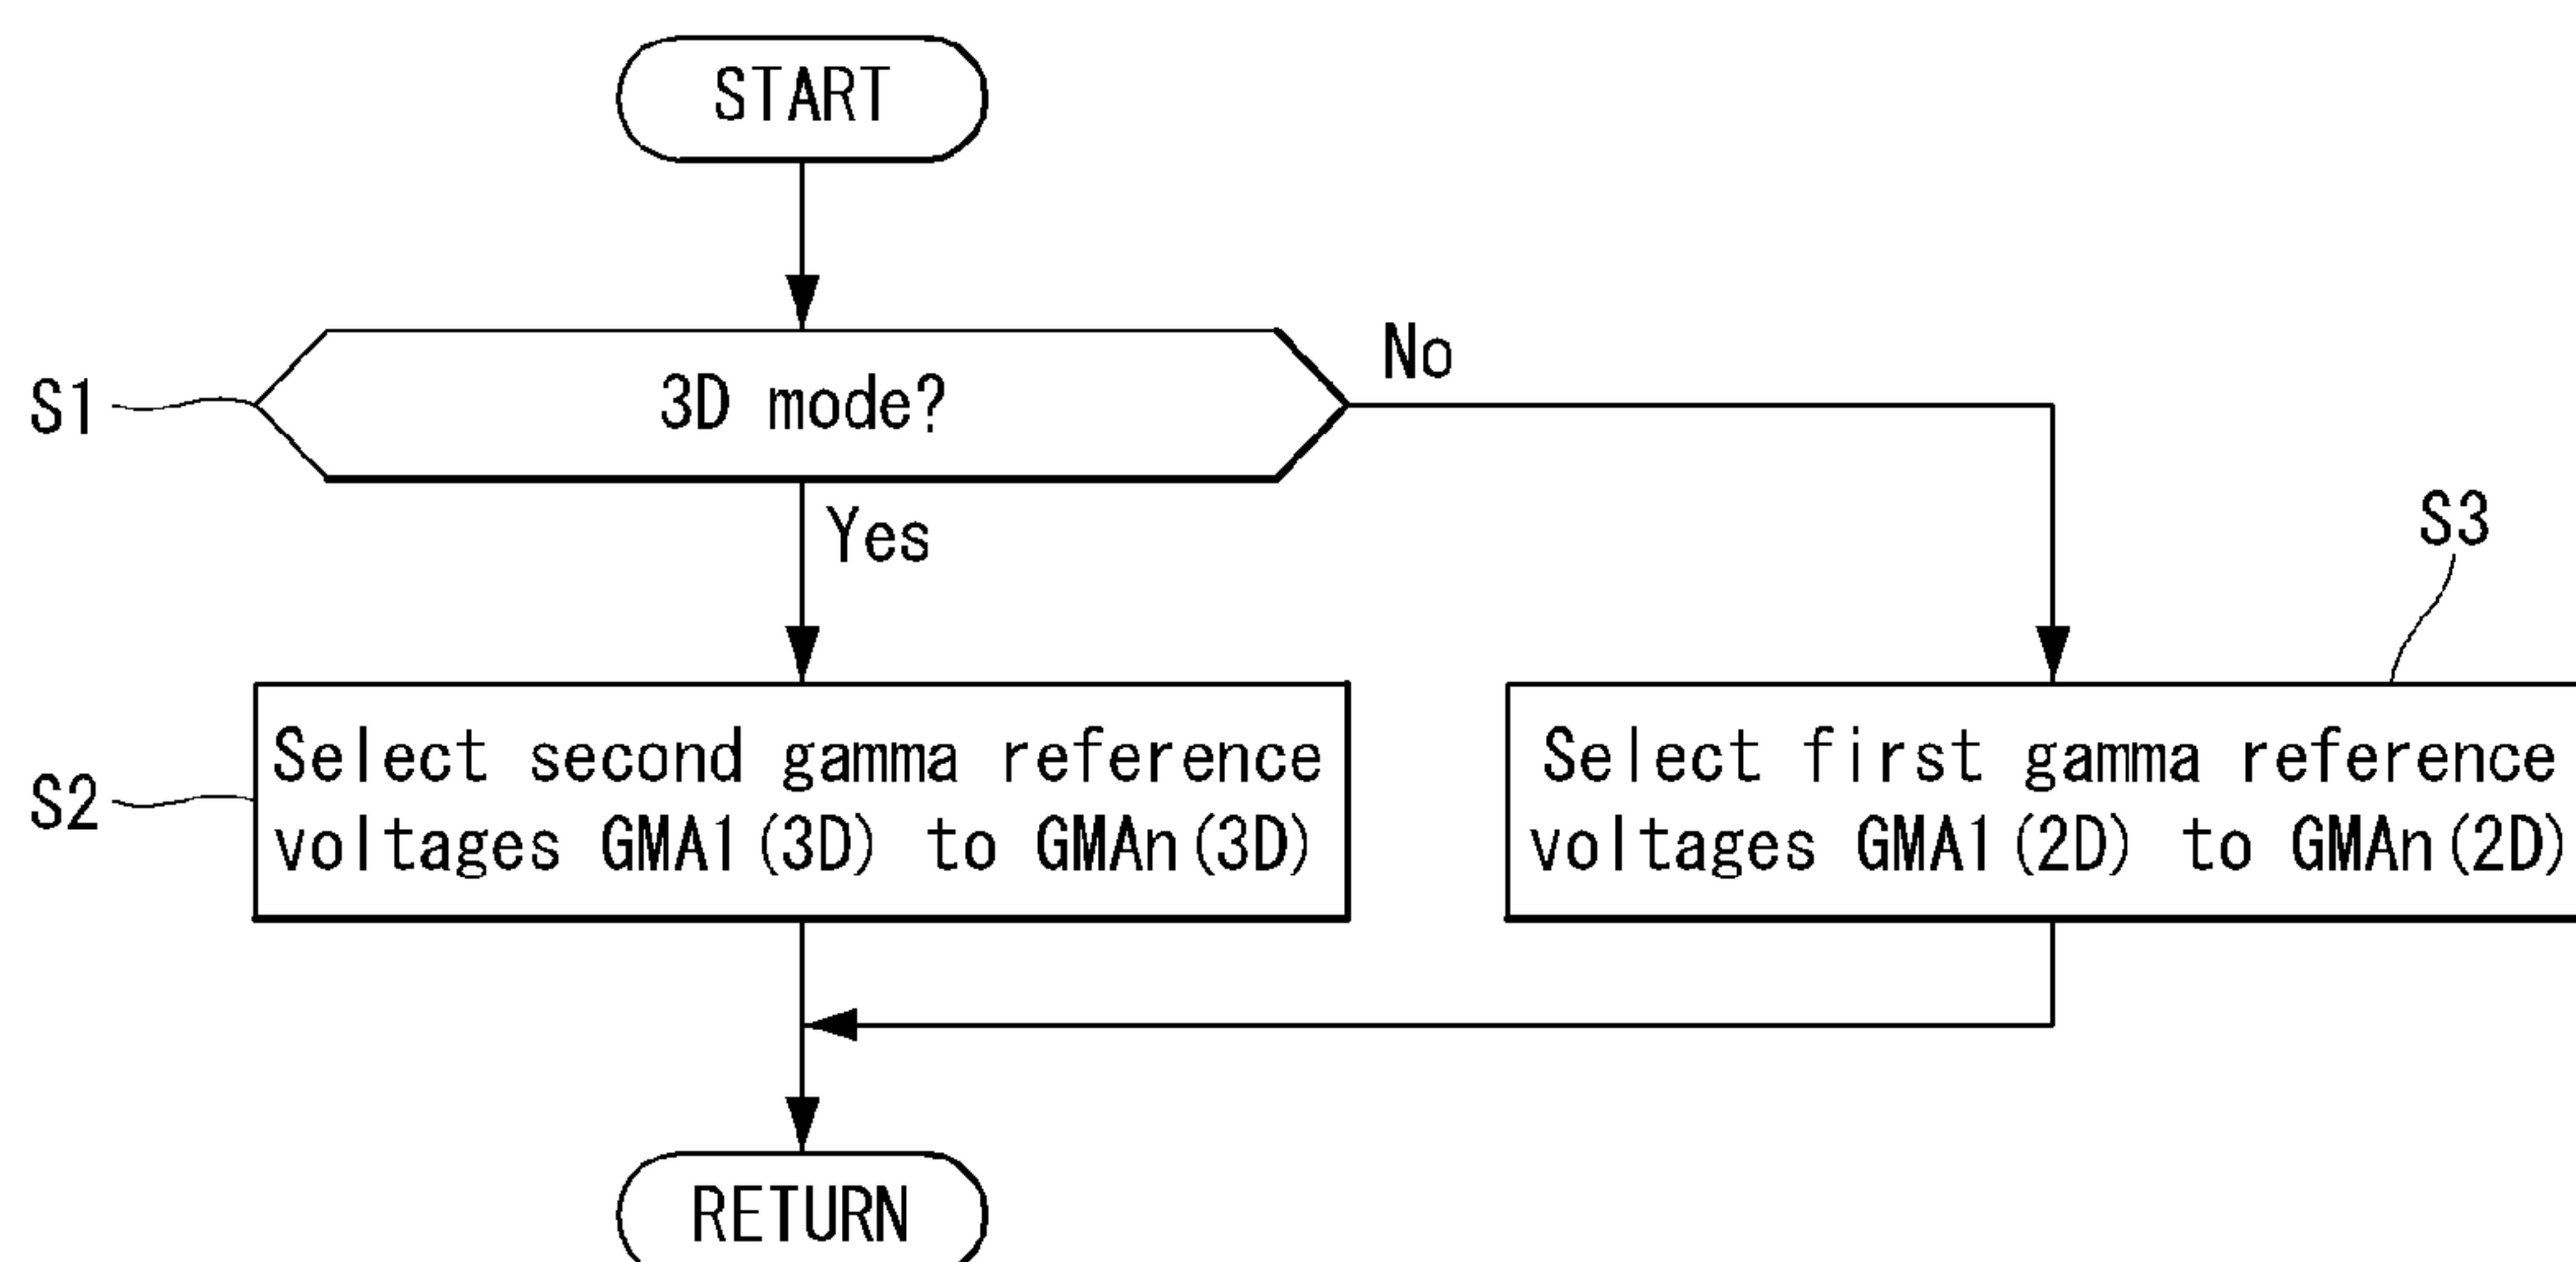 START
S1
3D mode?
No
Yes
S3
S2
Select second gamma reference
voltages GMA1(3D) to GMAn(3D)
Select first gamma reference
voltages GMA1(2D) to GMAn(2D)
RETURN